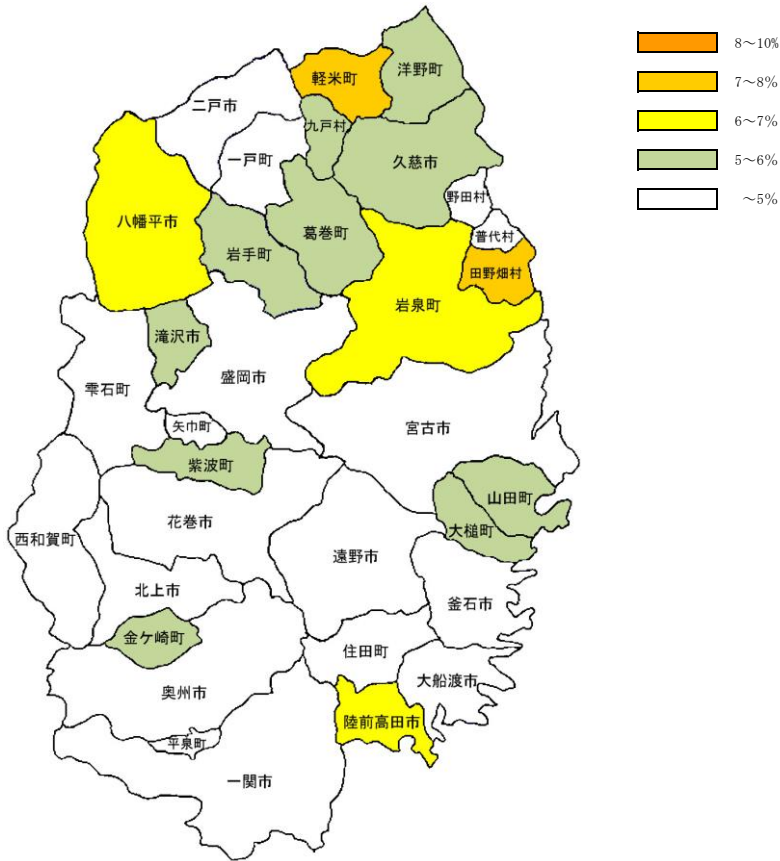 8～10%
7～8%
6～7%
5～6%
～5%
洋野町
軽米町
二戸市
九戸村
一戸町
久慈市
野田村
八幡平市
葛巻町
普代村
岩手町
田野畑村
岩泉町
滝沢市
盛岡市
雫石町
矢巾町
宮古市
紫波町
山田町
花巻市
大槌町
西和賀町
遠野市
北上市
釜石市
金ケ崎町
住田町
大船渡市
奥州市
陸前高田市
平泉町
一関市